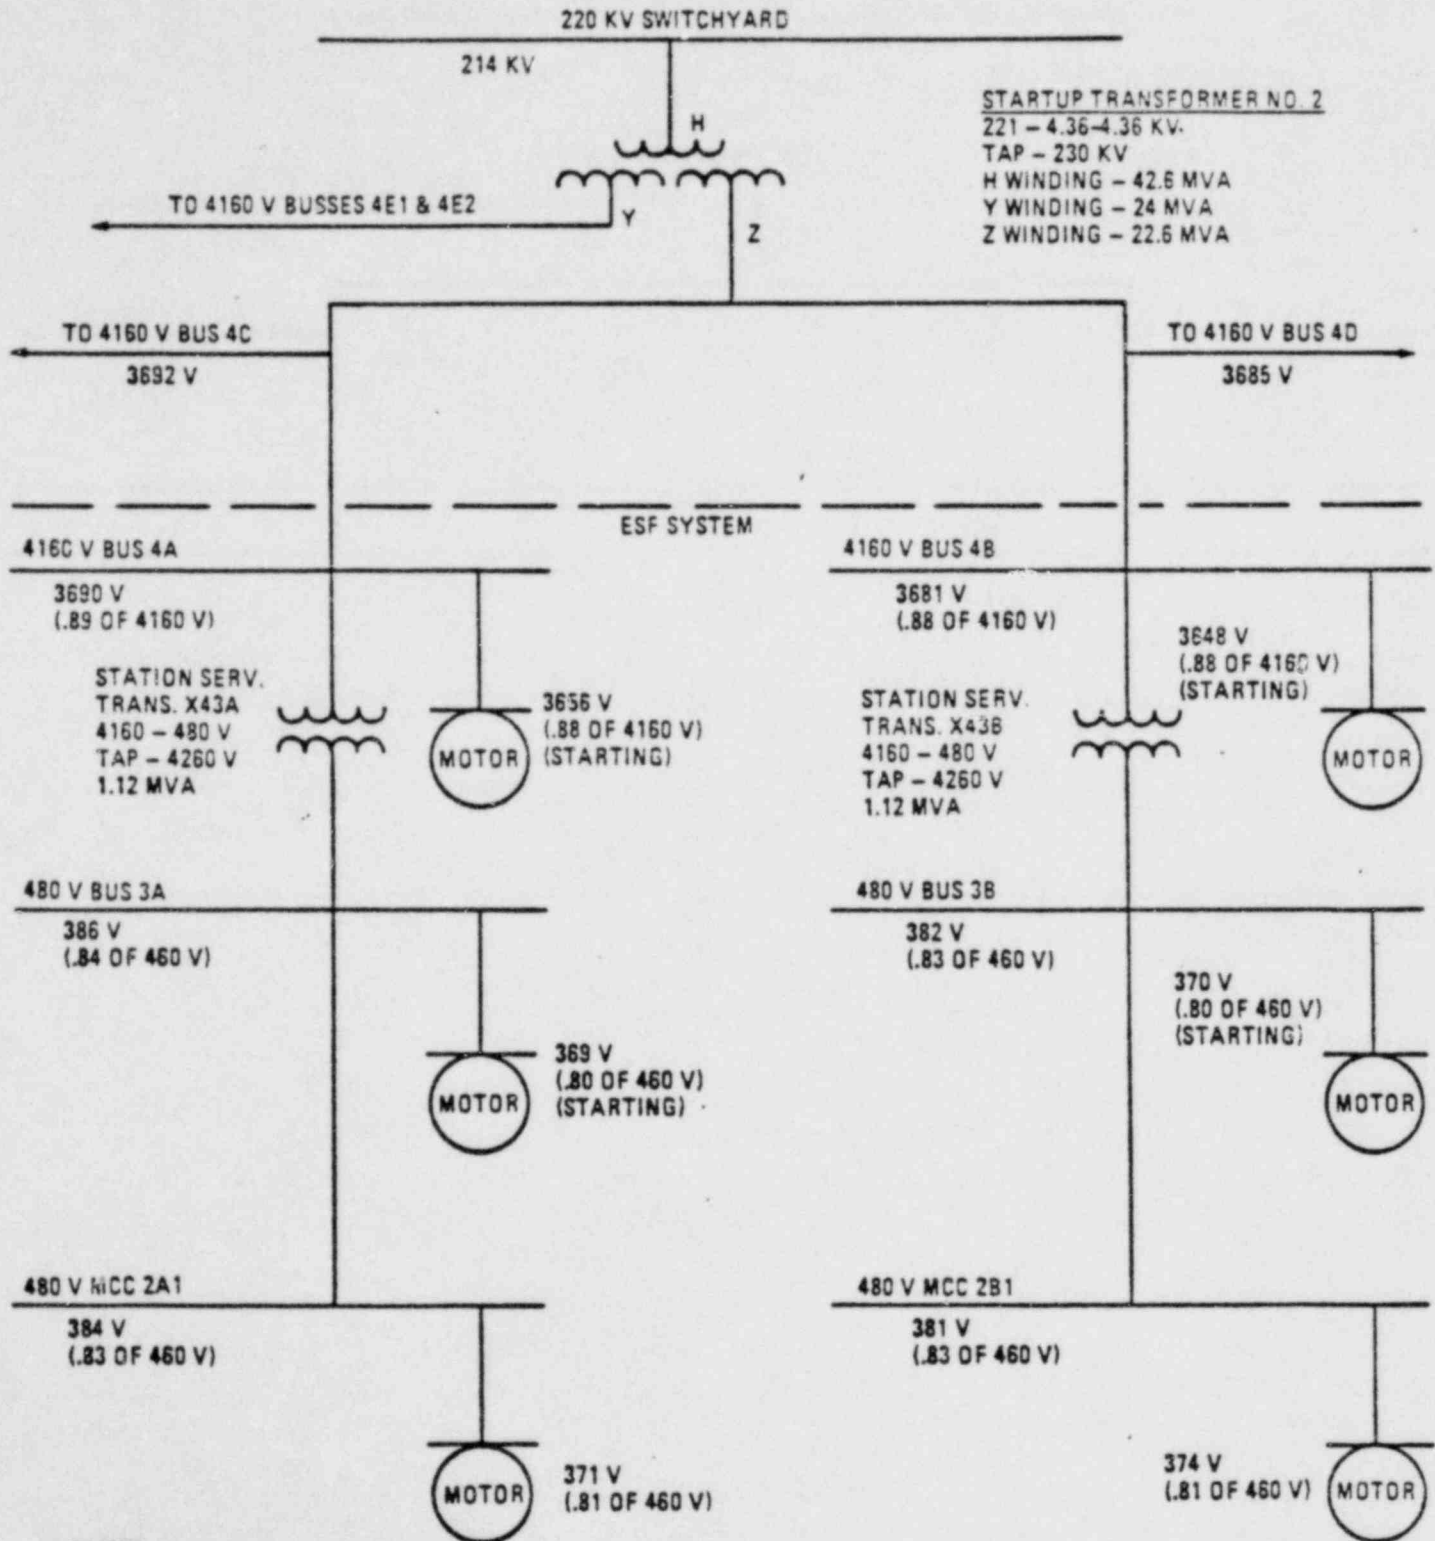 220 KV SWITCHYARD
214 KV
STARTUP TRANSFORMER NO. 2
221 – 4.36-4.36 KV.
TAP – 230 KV
H WINDING – 42.6 MVA
Y WINDING – 24 MVA
Z WINDING – 22.6 MVA
H
TO 4160 V BUSSES 4E1 & 4E2
Y
Z
TO 4160 V BUS 4C
3692 V
TO 4160 V BUS 4D
3685 V
ESF SYSTEM
4160 V BUS 4A
3690 V
(.89 OF 4160 V)
STATION SERV.
TRANS. X43A
4160 – 480 V
TAP – 4260 V
1.12 MVA
MOTOR
3656 V
(.88 OF 4160 V)
(STARTING)
4160 V BUS 4B
3681 V
(.88 OF 4160 V)
STATION SERV.
TRANS. X43B
4160 – 480 V
TAP – 4260 V
1.12 MVA
3648 V
(.88 OF 4160 V)
(STARTING)
MOTOR
480 V BUS 3A
386 V
(.84 OF 460 V)
MOTOR
369 V
(.80 OF 460 V)
(STARTING)
480 V BUS 3B
382 V
(.83 OF 460 V)
370 V
(.80 OF 460 V)
(STARTING)
MOTOR
480 V MCC 2A1
384 V
(.83 OF 460 V)
MOTOR
371 V
(.81 OF 460 V)
480 V MCC 2B1
381 V
(.83 OF 460 V)
374 V
(.81 OF 460 V)
MOTOR